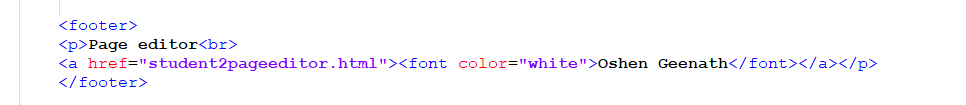 <footer>
<p>Page editor<br>
<a href="student2pageeditor.html"><font color="white">Oshen Geenath</font></a></p>
</footer>